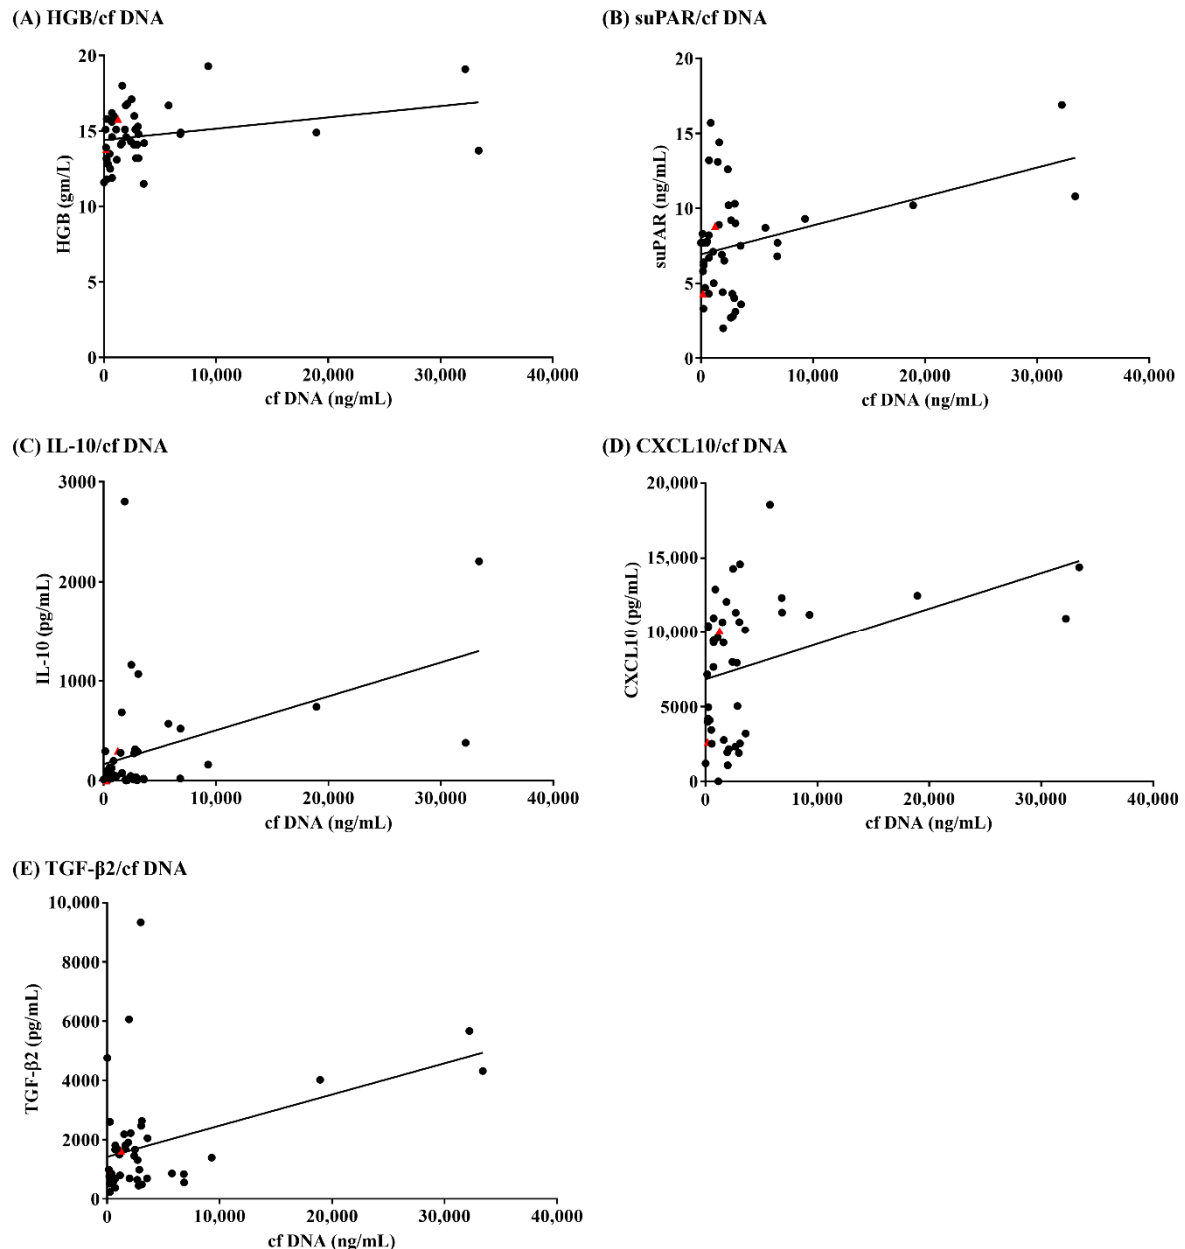 (A) HGB/cf DNA
20
15
10
5
0
HGB (gm/L)
0 10,000 20,000 30,000 40,000
cf DNA (ng/mL)
(B) suPAR/cf DNA
20
15
10
5
0
suPAR (ng/mL)
0 10,000 20,000 30,000 40,000
cf DNA (ng/mL)
(C) IL-10/cf DNA
3000
2000
1000
0
IL-10 (pg/mL)
0 10,000 20,000 30,000 40,000
cf DNA (ng/mL)
(D) CXCL10/cf DNA
20,000
15,000
10,000
5000
0
CXCL10 (pg/mL)
0 10,000 20,000 30,000 40,000
cf DNA (ng/mL)
(E) TGF-β2/cf DNA
10,000
8000
6000
4000
2000
0
TGF-β2 (pg/mL)
0 10,000 20,000 30,000 40,000
cf DNA (ng/mL)